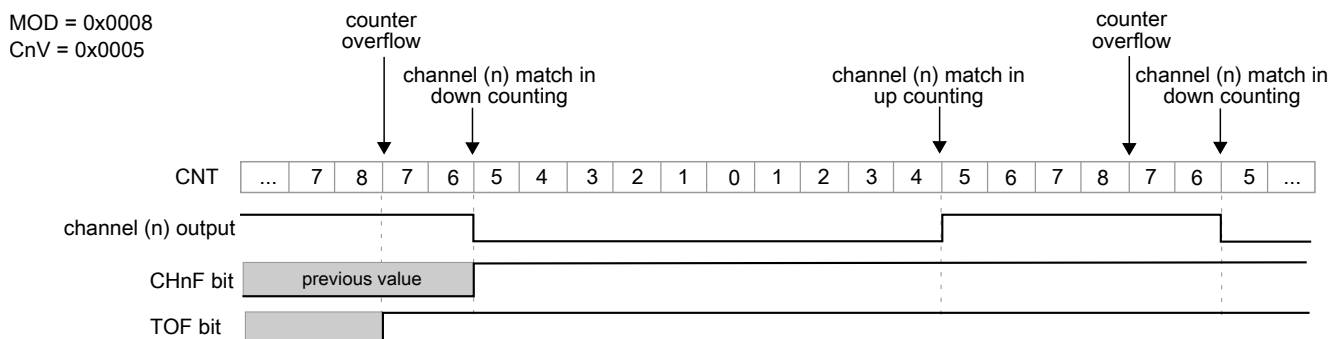 MOD = 0x0008
CnV = 0x0005
counter
overflow
channel (n) match in
down counting
channel (n) match in
up counting
counter
overflow
channel (n) match in
down counting
CNT ... 7 8 7 6 5 4 3 2 1 0 1 2 3 4 5 6 7 8 7 6 5 ...
channel (n) output
CHnF bit previous value
TOF bit